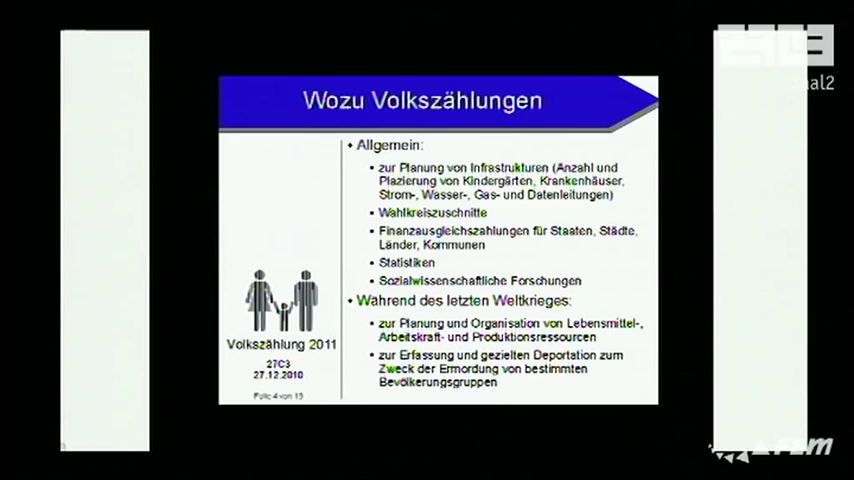 Saal2
Wozu Volkszählungen
• Allgemein:
• zur Planung von Infrastrukturen (Anzahl und
Plazierung von Kindergärten, Krankenhäuser,
Strom-, Wasser-, Gas- und Datenleitungen)
• Wahlkreiszuschnitte
• Finanzausgleichszahlungen für Staaten, Städte,
Länder, Kommunen
• Statistiken
• Sozialwissenschaftliche Forschungen
• Während des letzten Weltkrieges:
• zur Planung und Organisation von Lebensmittel-,
Arbeitskraft- und Produktionsressourcen
• zur Erfassung und gezielten Deportation zum
Zweck der Ermordung von bestimmten
Bevölkerungsgruppen
Volkszählung 2011
27C3
27.12.2010
Folie 4 von 19
FEM